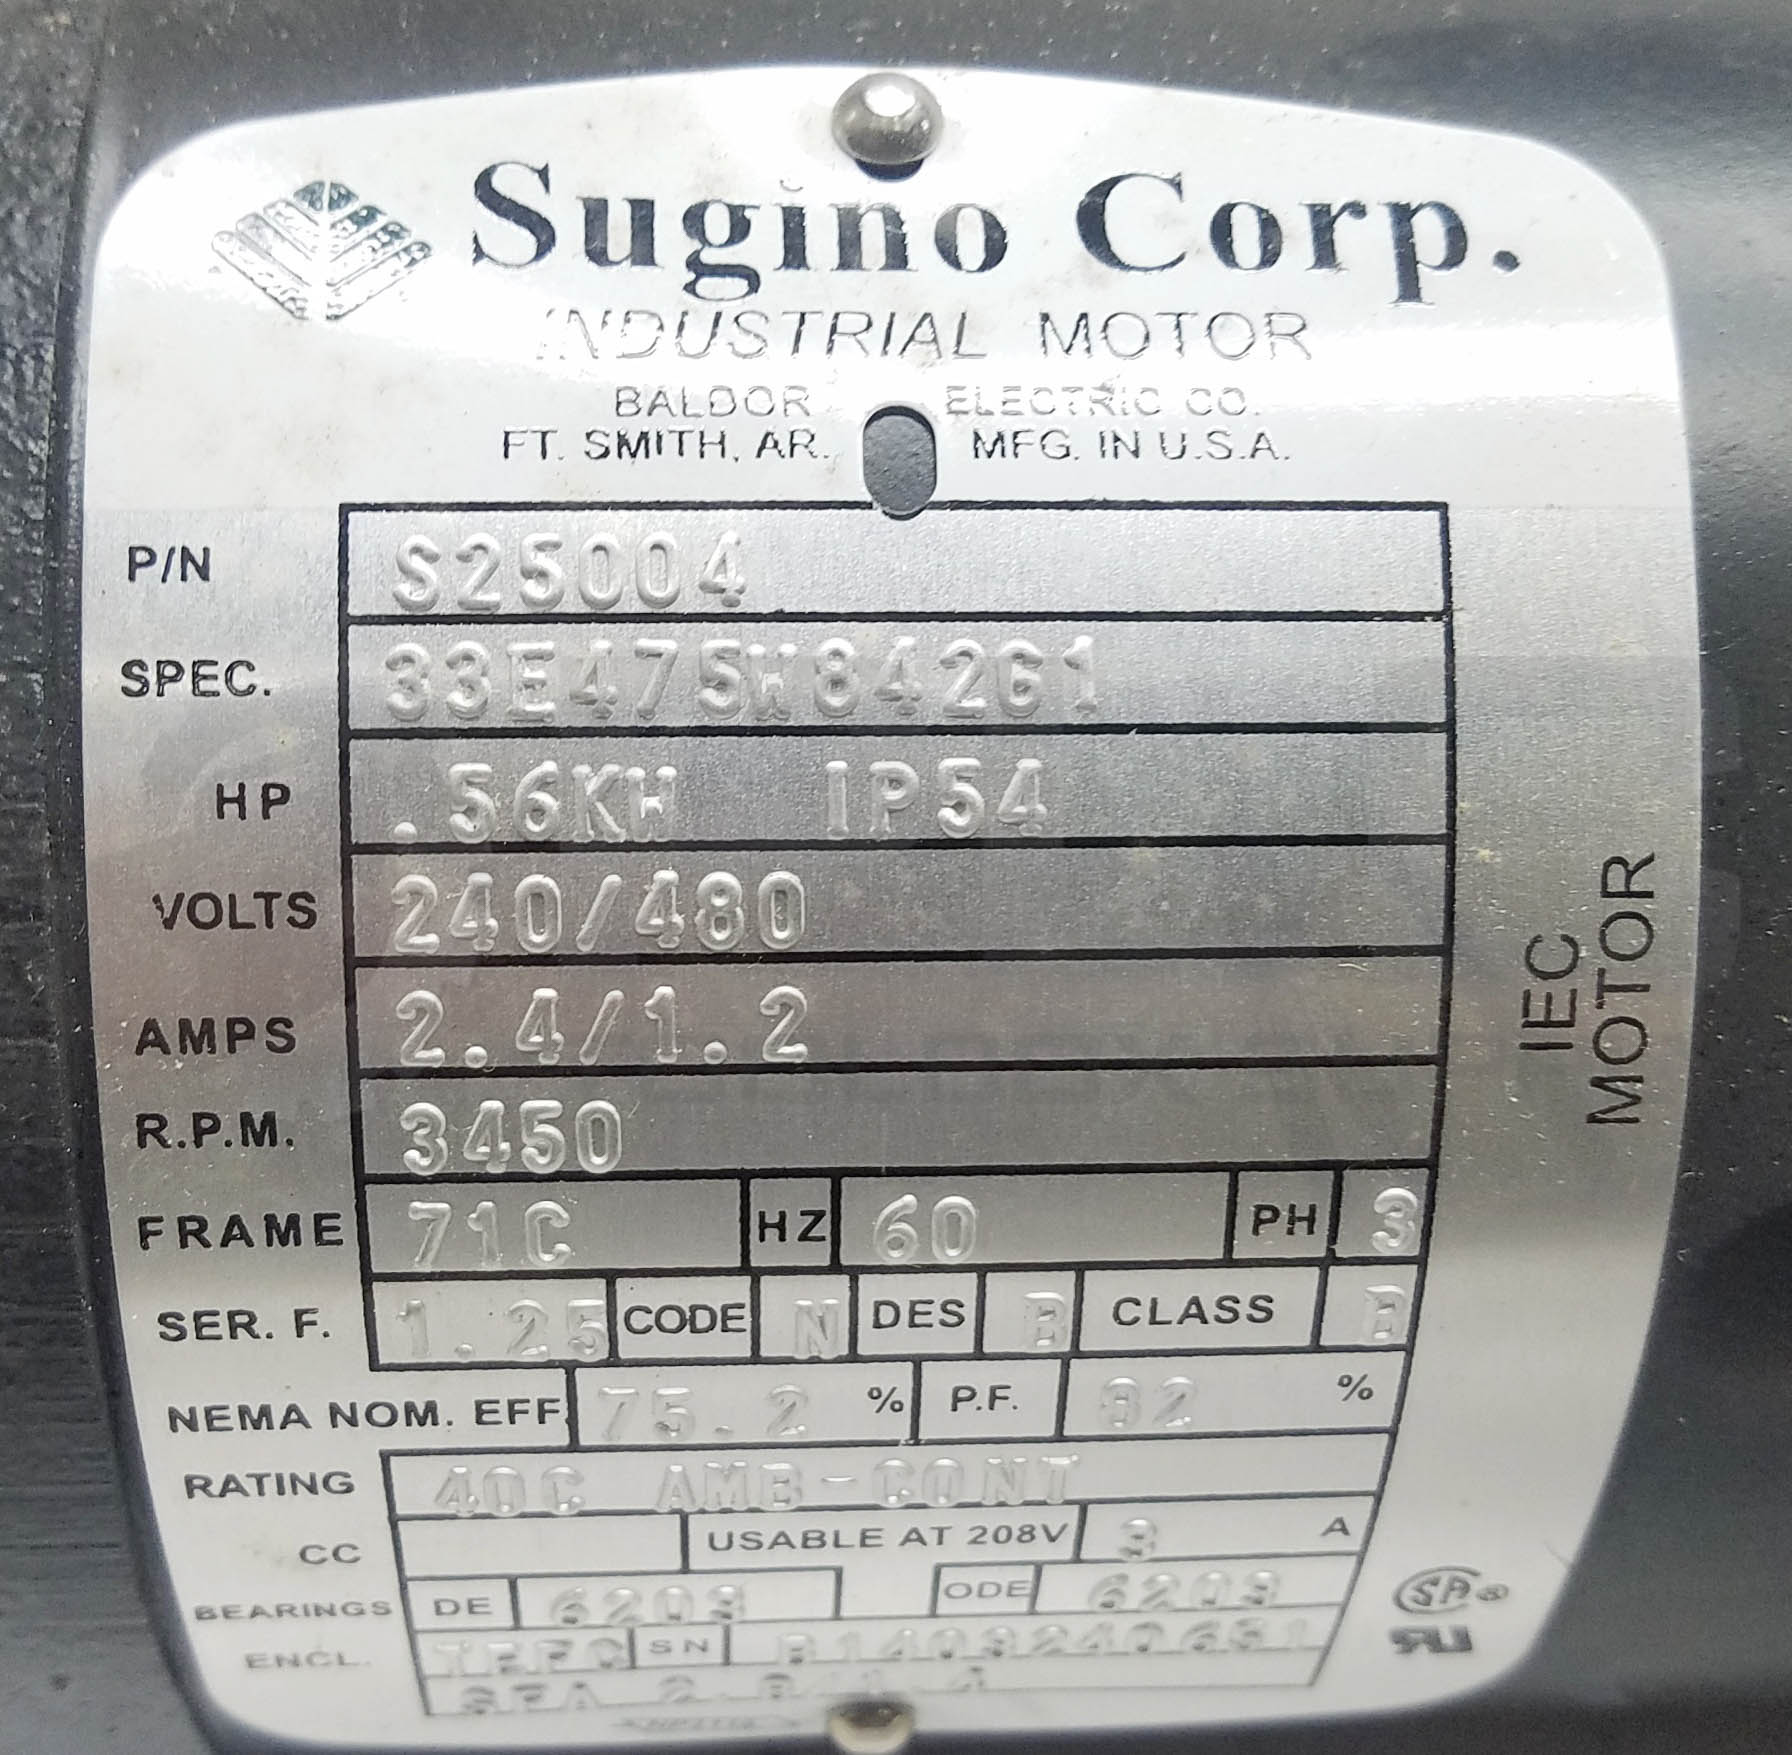 Sugino Corp.
INDUSTRIAL MOTOR
BALDOR ELECTRIC CO.
FT. SMITH, AR. MFG. IN U.S.A.
P/N S25004
SPEC. 33E475W842G1
HP .56KW IP54
VOLTS 240/480
AMPS 2.4/1.2
R.P.M. 3450
FRAME 71C HZ 60 PH 3
SER. F. 1.25 CODE N DES B CLASS B
NEMA NOM. EFF 75.2 % P.F. 82 %
RATING 40C AMB-CONT
CC USABLE AT 208V A
BEARINGS DE 6203 ODE 6203
ENCL. TEFC SN
SFA
IEC
MOTOR
SA®